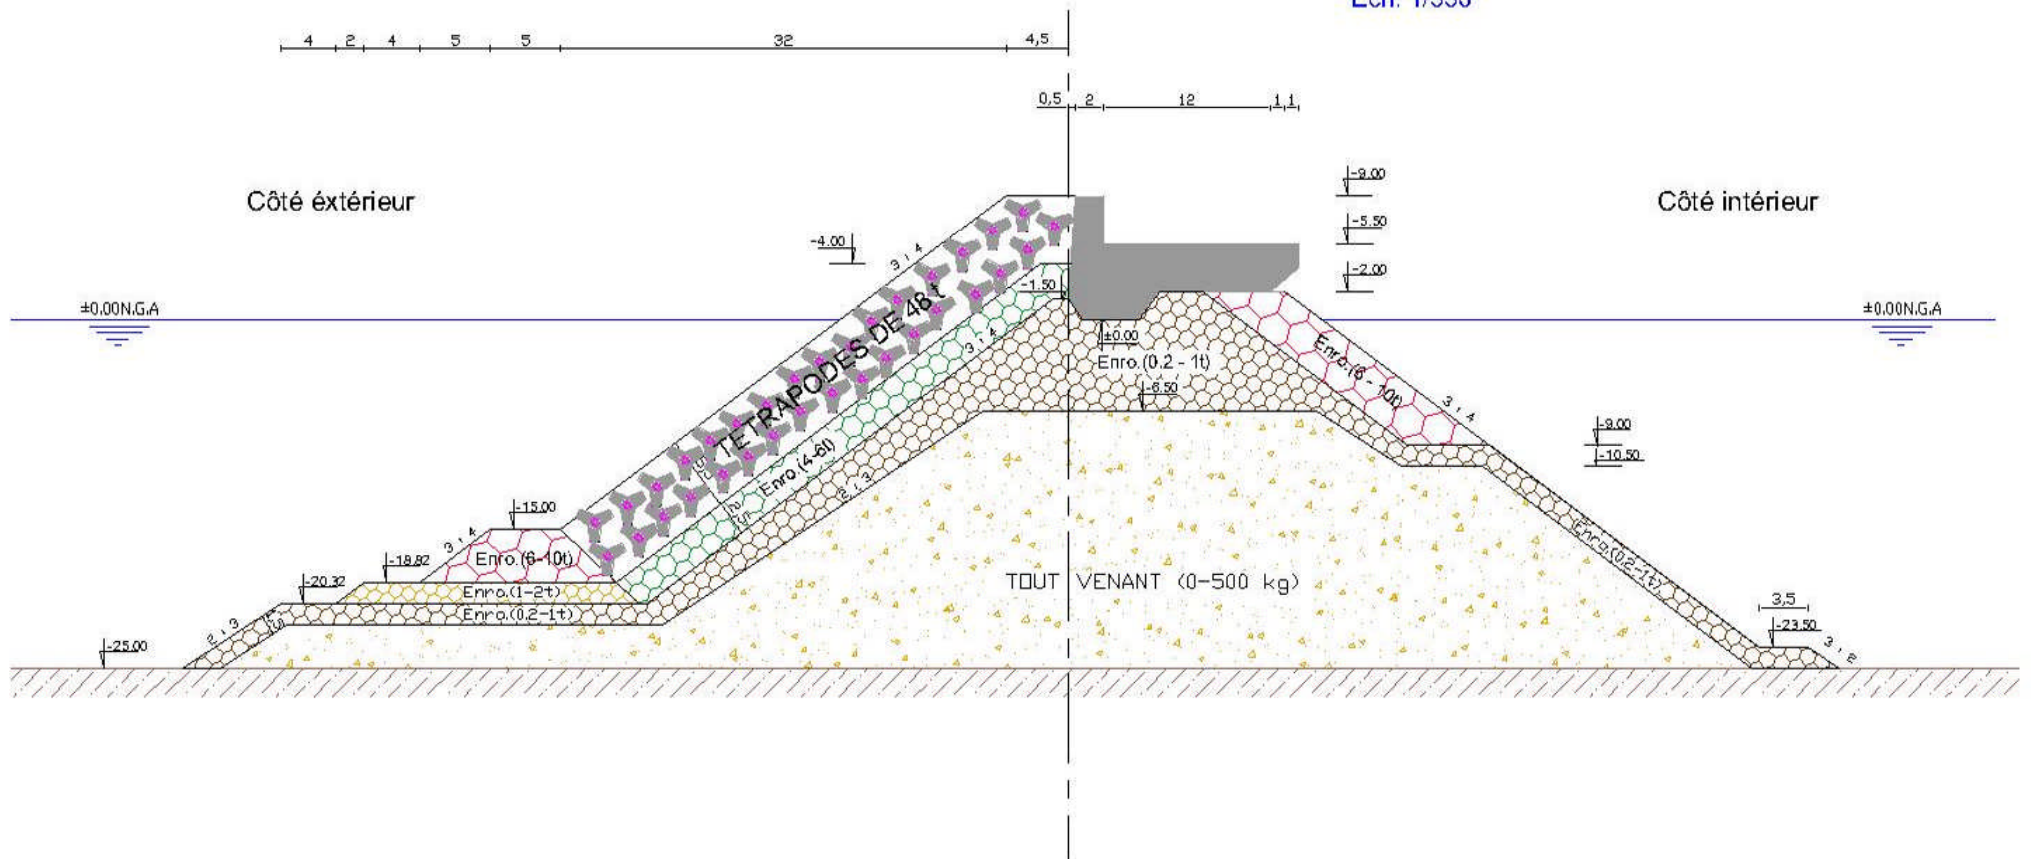 4 2 4 5 5 32 4,5
0,5 2 12 1,1
-9.00
Côté éxtérieur
Côté intérieur
-5.50
-4.00
3 4
-2.00
-1.50
±0.00N.G.A
±0.00N.G.A
±0.00
TETRAPODES DE 48 t
3 4
Enro.(0.2 - 1t)
Enro.(6 - 10t)
-6.50
3 4
-9.00
-10.50
Enro.(4-6t)
2 3
-15.00
3 4
Enro.(6-10t)
Enro.(0.2-1t)
-18.82
-20.32
Enro.(1-2t)
TOUT VENANT (0-500 kg)
Enro.(0.2-1t)
3,5
2 3
-23.50
3 2
-25.00